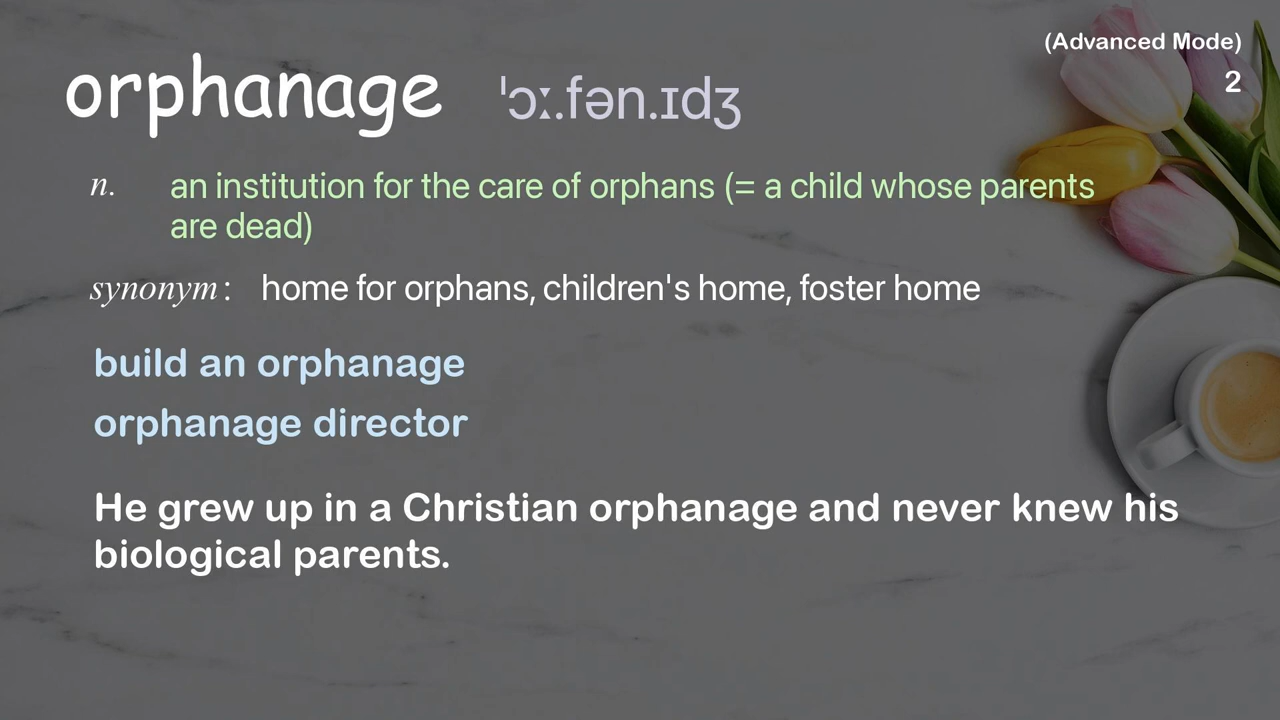 (Advanced Mode)
orphanage ˈɔː.fən.ɪdʒ
2
n. an institution for the care of orphans (= a child whose parents
are dead)
synonym: home for orphans, children's home, foster home
build an orphanage
orphanage director
He grew up in a Christian orphanage and never knew his
biological parents.